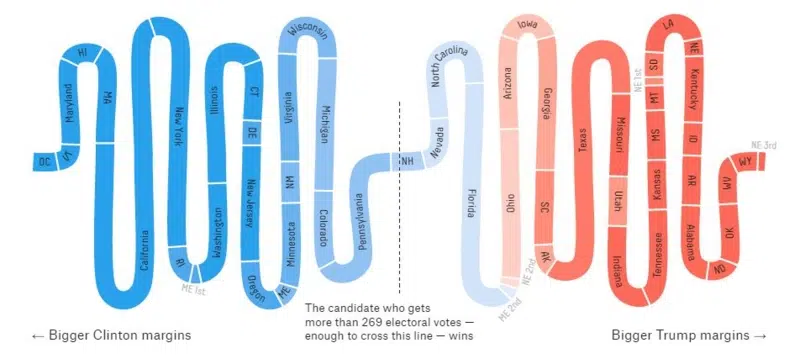 DC
VT
Maryland
HI
MA
California
New York
RI
ME 1st
Washington
Illinois
CT
DE
New Jersey
Oregon
ME
Minnesota
NM
Virginia
Wisconsin
Michigan
Colorado
Pennsylvania
NH
Nevada
North Carolina
Florida
ME 2nd
NE 2nd
Ohio
Arizona
Iowa
Georgia
SC
AK
Texas
Missouri
Utah
Indiana
Tennessee
Kansas
MS
MT
NE 1st
SD
LA
NE
Kentucky
ID
AR
Alabama
ND
OK
WV
WY
NE 3rd
The candidate who gets
more than 269 electoral votes —
enough to cross this line — wins
← Bigger Clinton margins
Bigger Trump margins →